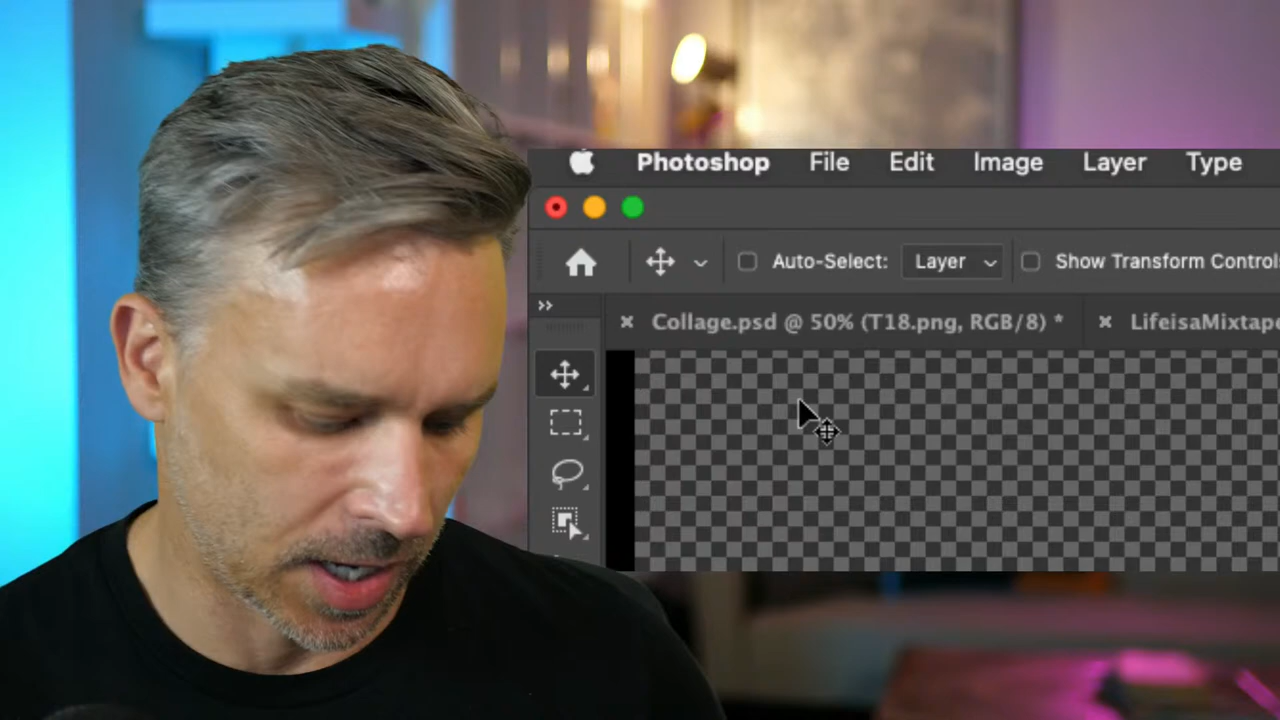 Photoshop File Edit Image Layer Type
Auto-Select: Layer Show Transform Controls
Collage.psd @ 50% (T18.png, RGB/8) * LifeisaMixtape